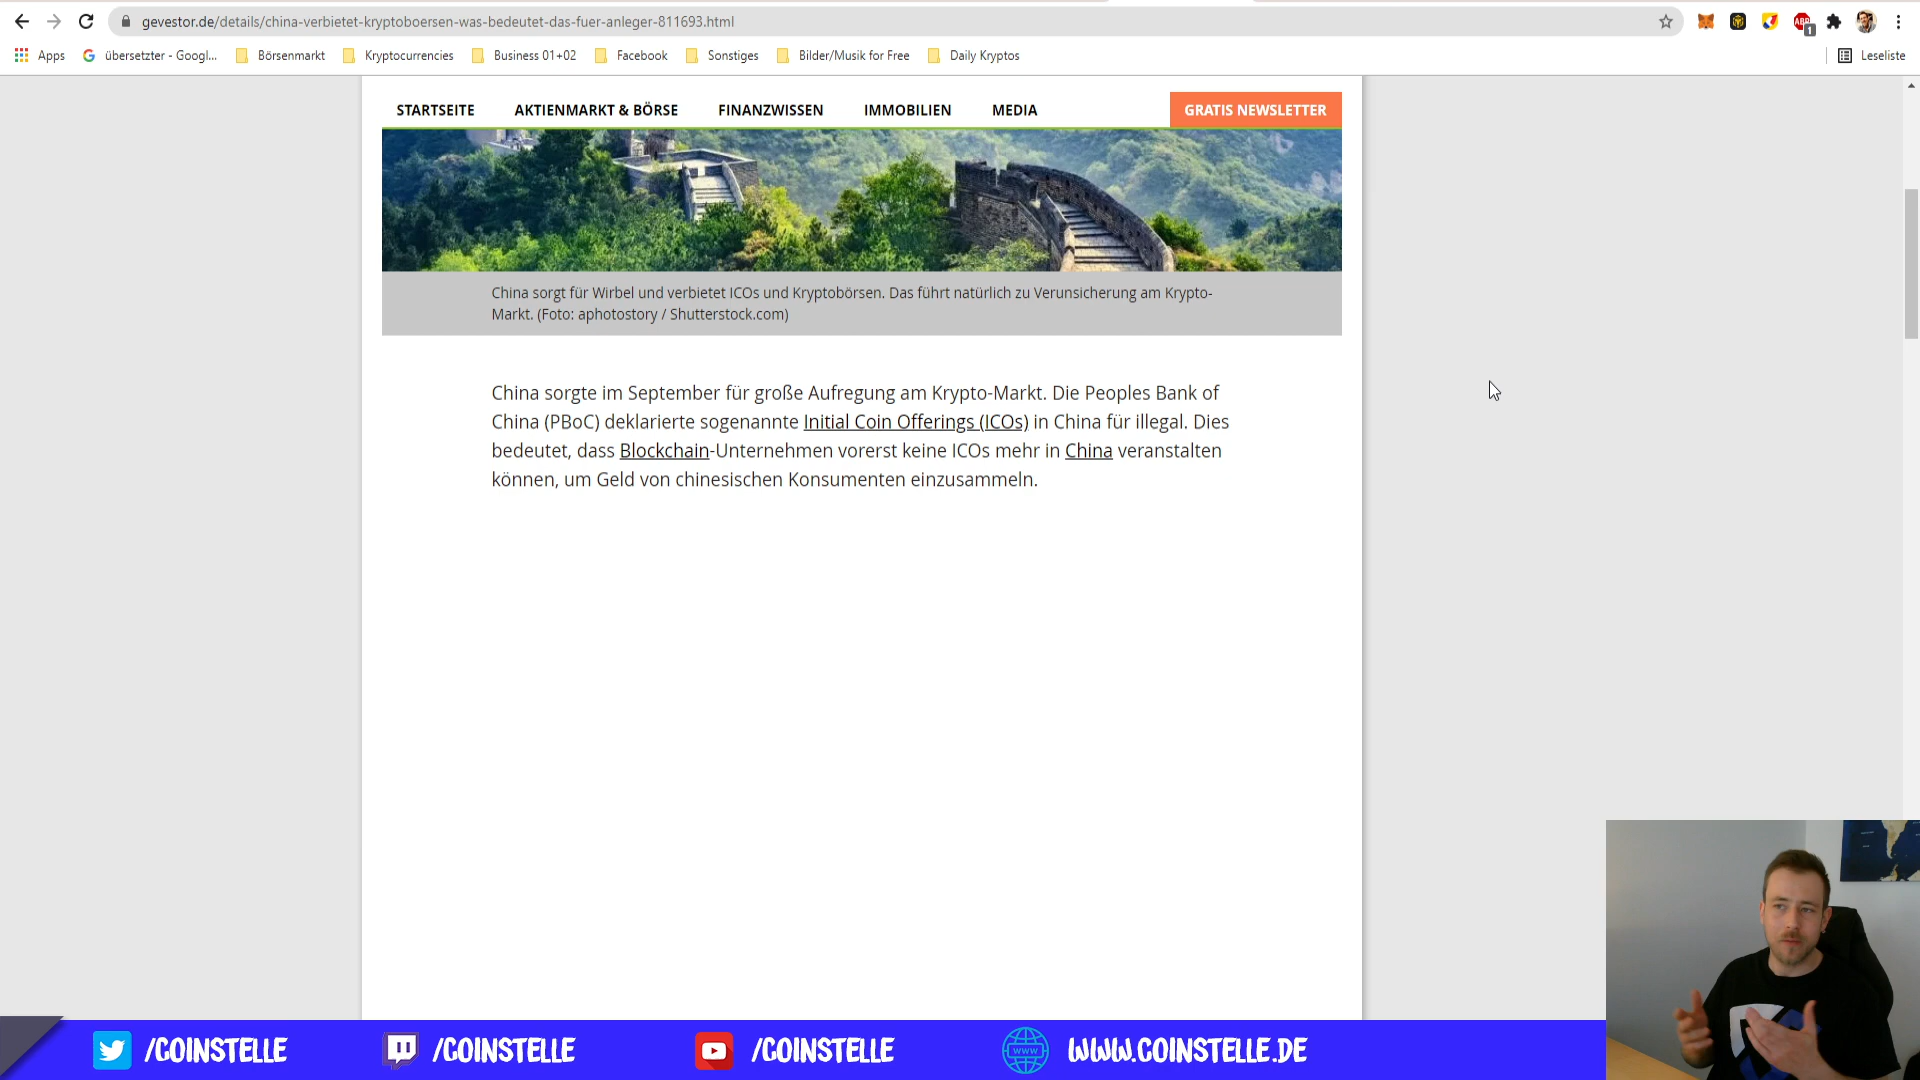 gevestor.de/details/china-verbietet-kryptoboersen-was-bedeutet-das-fuer-anleger-811693.html
ABP
1
Apps
übersetzter - Googl...
Börsenmarkt
Kryptocurrencies
Business 01+02
Facebook
Sonstiges
Bilder/Musik for Free
Daily Kryptos
Leseliste
STARTSEITE
AKTIENMARKT & BÖRSE
FINANZWISSEN
IMMOBILIEN
MEDIA
GRATIS NEWSLETTER
China sorgt für Wirbel und verbietet ICOs und Kryptobörsen. Das führt natürlich zu Verunsicherung am Krypto-
Markt. (Foto: aphotostory / Shutterstock.com)
China sorgte im September für große Aufregung am Krypto-Markt. Die Peoples Bank of
China (PBoC) deklarierte sogenannte Initial Coin Offerings (ICOs) in China für illegal. Dies
bedeutet, dass Blockchain-Unternehmen vorerst keine ICOs mehr in China veranstalten
können, um Geld von chinesischen Konsumenten einzusammeln.
/COINSTELLE
/COINSTELLE
/COINSTELLE
WWW
WWW.COINSTELLE.DE